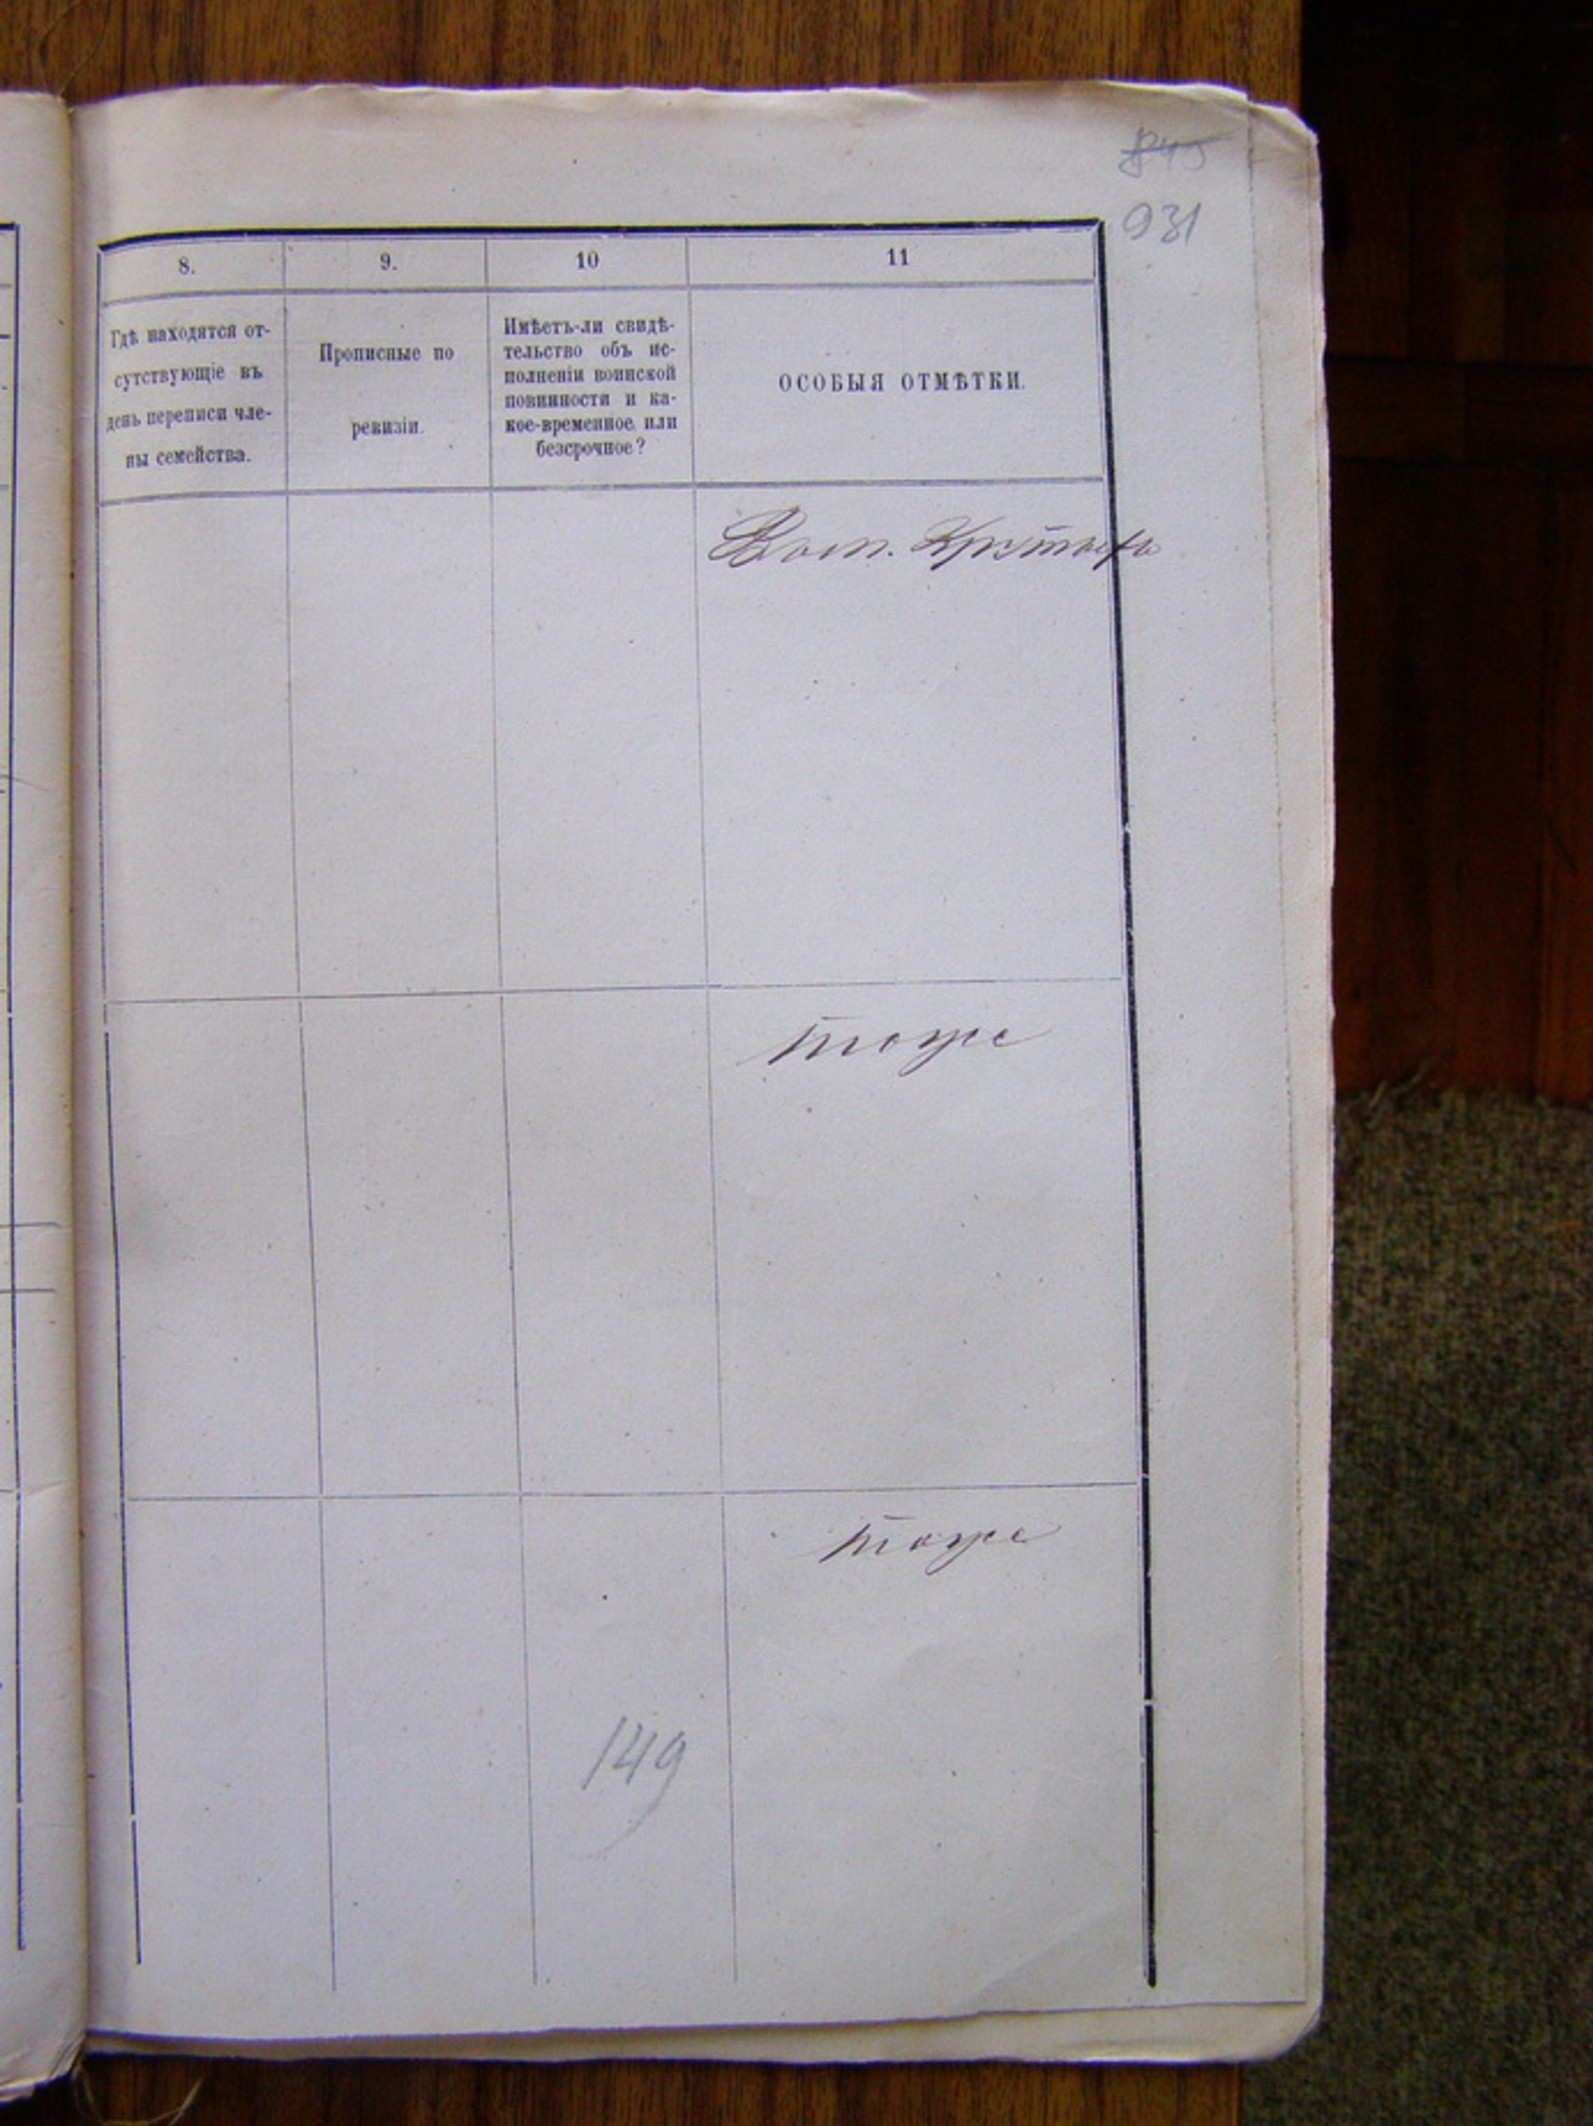 931
8.
9.
10
11
Гдѣ находятся от-
сутствующіе въ
день переписи чле-
ны семейства.
Прописные по
ревизіи.
Имѣетъ-ли свидѣ-
тельство объ ис-
полненіи воинской
повинности и ка-
кое-временное или
безсрочное?
ОСОБЫЯ ОТМѢТКИ.
Вот.
тоже
тоже
149